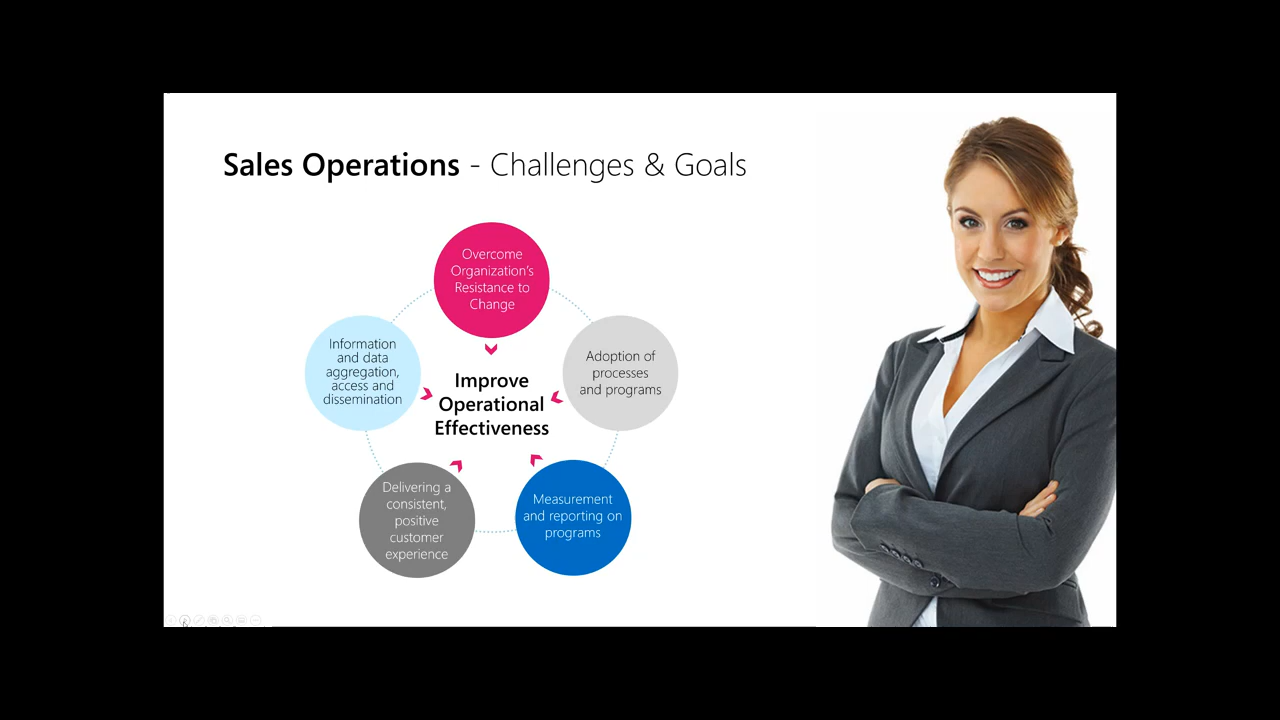 Sales Operations - Challenges & Goals
Overcome
Organization's
Resistance to
Change
Information
and data
aggregation,
access and
dissemination
Adoption of
processes
and programs
Improve
Operational
Effectiveness
Delivering a
consistent,
positive
customer
experience
Measurement
and reporting on
programs